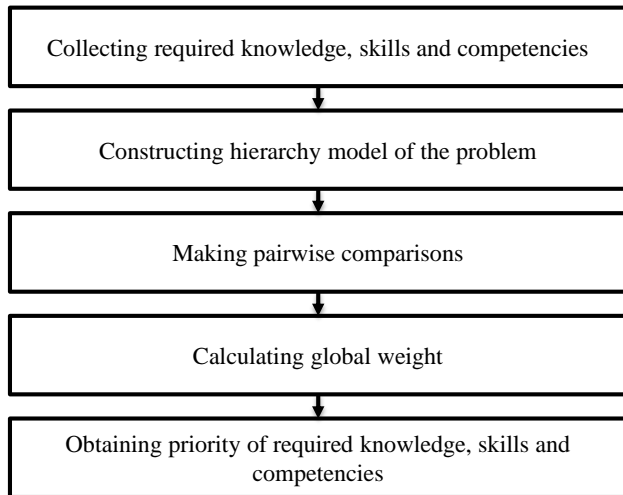 Collecting required knowledge, skills and competencies
Constructing hierarchy model of the problem
Making pairwise comparisons
Calculating global weight
Obtaining priority of required knowledge, skills and
competencies